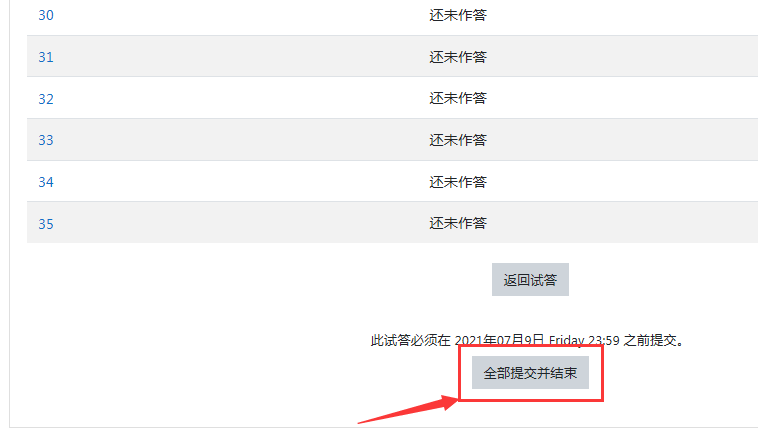 30 还未作答
31 还未作答
32 还未作答
33 还未作答
34 还未作答
35 还未作答
返回试答
此试答必须在 2021年07月9日 Friday 23:59 之前提交。
全部提交并结束